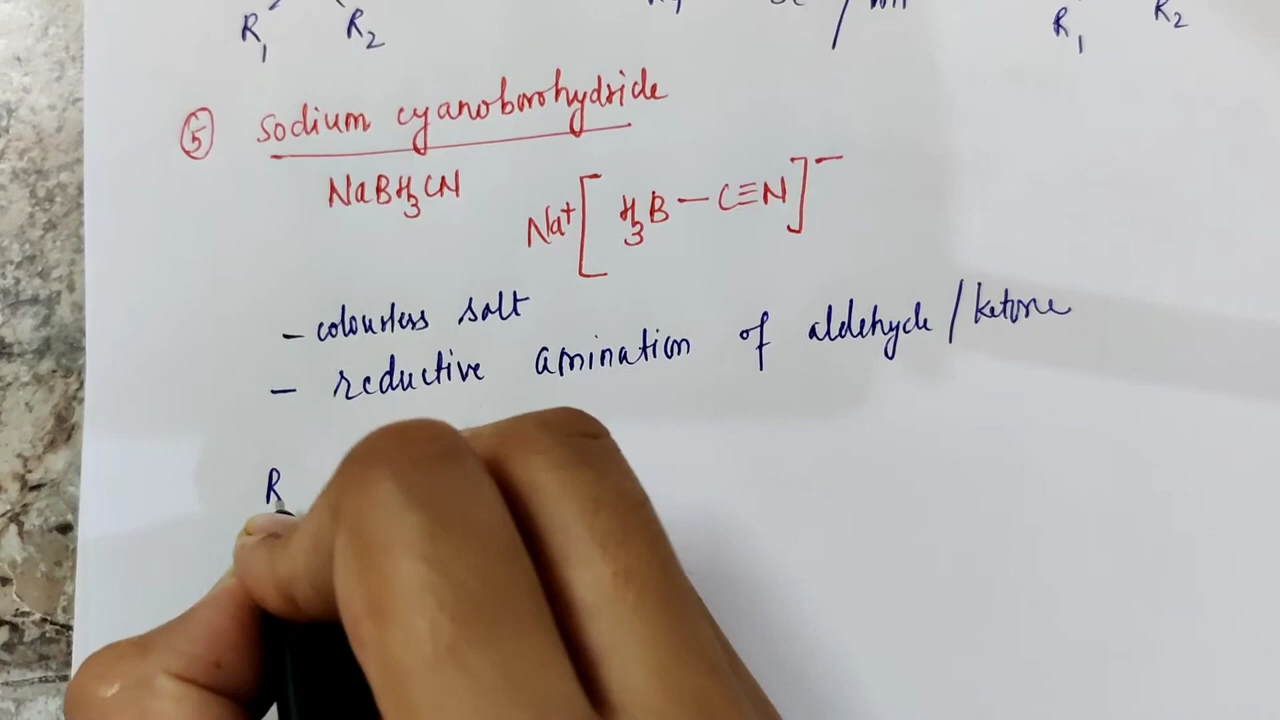 R1 R2 R1 R2
⑤ sodium cyanoborohydride
NaBH3CN Na+[H3B-C≡N]-
- colourless salt
- reductive amination of aldehyde/ketone
R